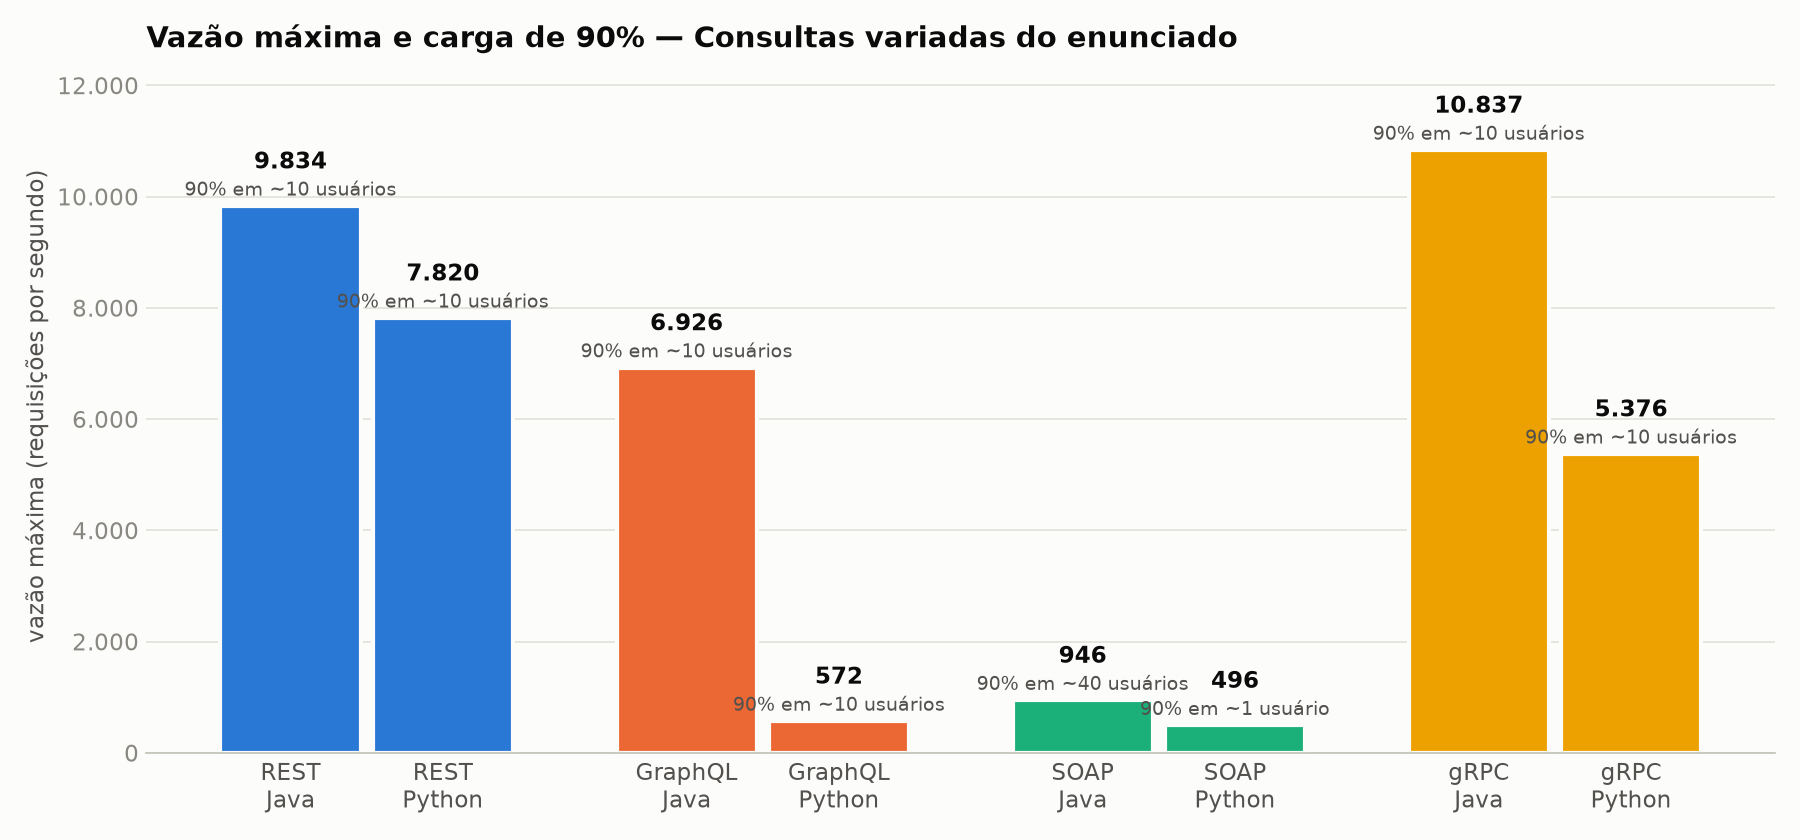 Vazão máxima e carga de 90% — Consultas variadas do enunciado
vazão máxima (requisições por segundo)
12.000
10.000
8.000
6.000
4.000
2.000
0
9.834
90% em ~10 usuários
7.820
90% em ~10 usuários
6.926
90% em ~10 usuários
572
90% em ~10 usuários
946
90% em ~40 usuários
496
90% em ~1 usuário
10.837
90% em ~10 usuários
5.376
90% em ~10 usuários
REST
Java
REST
Python
GraphQL
Java
GraphQL
Python
SOAP
Java
SOAP
Python
gRPC
Java
gRPC
Python